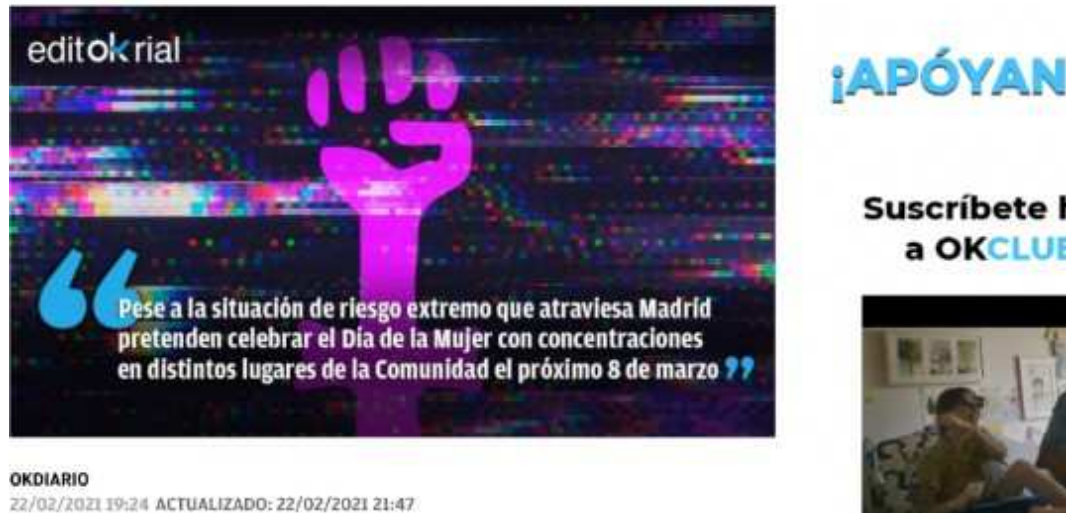 editokrial
Pese a la situación de riesgo extremo que atraviesa Madrid
pretenden celebrar el Día de la Mujer con concentraciones
en distintos lugares de la Comunidad el próximo 8 de marzo
OKDIARIO
22/02/2021 19:24 ACTUALIZADO: 22/02/2021 21:47
¡APÓYAN
Suscríbete
a OKCLUB